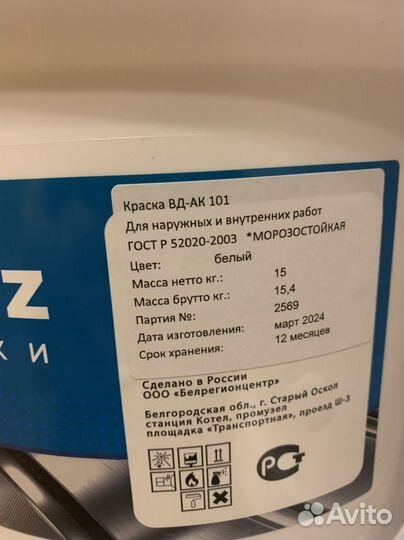 Краска ВД-АК 101
Для наружных и внутренних работ
ГОСТ Р 52020-2003 *МОРОЗОСТОЙКАЯ
Цвет: белый
Масса нетто кг.: 15
Масса брутто кг.: 15,4
Партия №: 2569
Дата изготовления: март 2024
Срок хранения: 12 месяцев
Z
КИ
Сделано в России
ООО «Белрегионцентр»
Белгородская обл., г. Старый Оскол
станция Котел, промузел
площадка «Транспортная», проезд Ш-3
РСТ
Avito